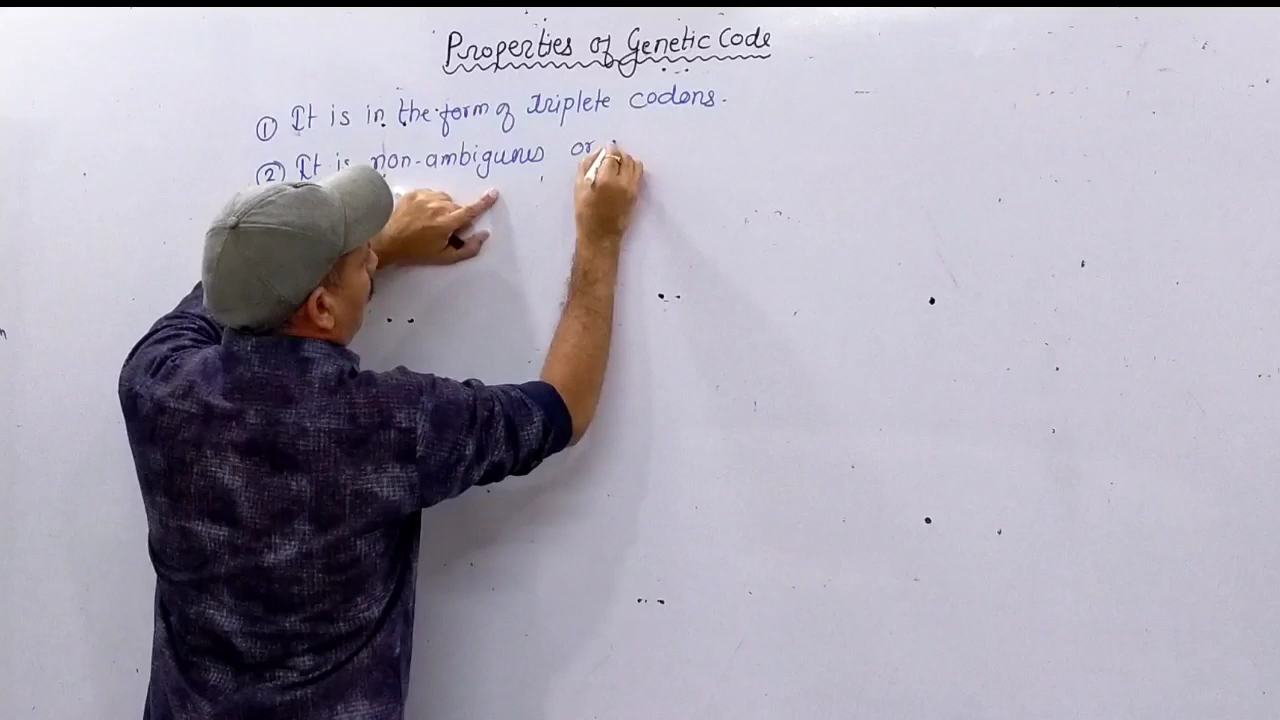 Properties of Genetic Code
① It is in the form of triplete codons.
② It is non-ambiguous or